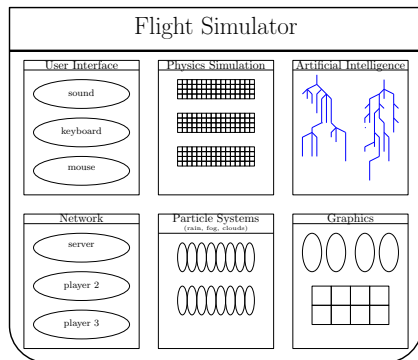 Flight Simulator
User Interface
sound
keyboard
mouse
Physics Simulation
Artificial Intelligence
Network
server
player 2
player 3
Particle Systems
(rain, fog, clouds)
Graphics